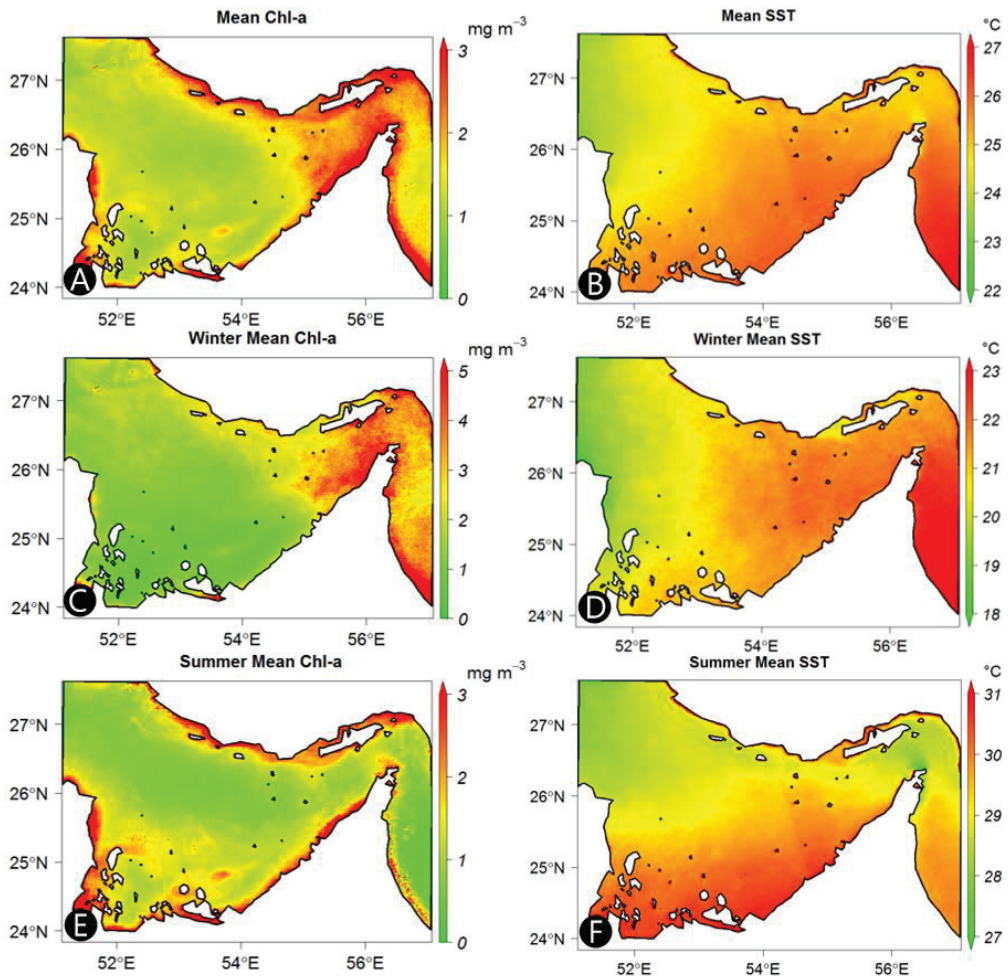 Mean Chl-a
mg m⁻³
3
2
1
0
27°N
26°N
25°N
24°N
52°E
54°E
56°E
A
Mean SST
°C
27
26
25
24
23
22
27°N
26°N
25°N
24°N
52°E
54°E
56°E
B
Winter Mean Chl-a
mg m⁻³
5
4
3
2
1
0
27°N
26°N
25°N
24°N
52°E
54°E
56°E
C
Winter Mean SST
°C
23
22
21
20
19
18
27°N
26°N
25°N
24°N
52°E
54°E
56°E
D
Summer Mean Chl-a
mg m⁻³
3
2
1
0
27°N
26°N
25°N
24°N
52°E
54°E
56°E
E
Summer Mean SST
°C
31
30
29
28
27
27°N
26°N
25°N
24°N
52°E
54°E
56°E
F